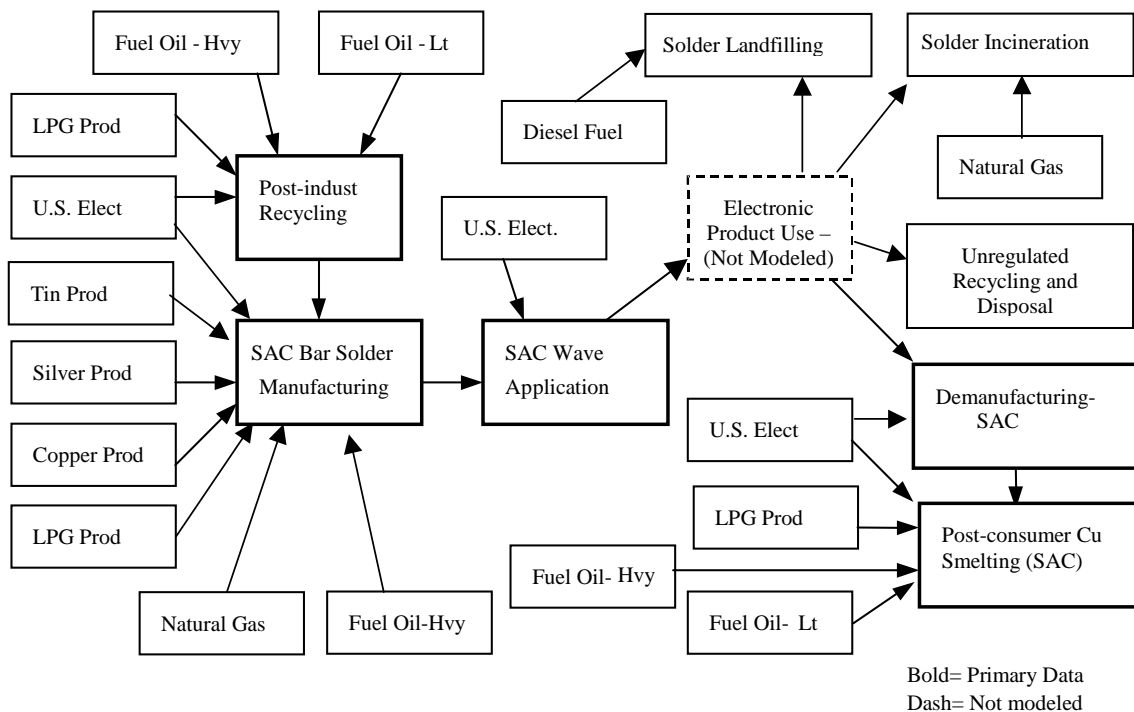 Fuel Oil - Hvy
Fuel Oil - Lt
Solder Landfilling
Solder Incineration
LPG Prod
Diesel Fuel
Natural Gas
Post-indust
Recycling
U.S. Elect
U.S. Elect.
Electronic
Product Use –
(Not Modeled)
Unregulated
Recycling and
Disposal
Tin Prod
SAC Bar Solder
Manufacturing
SAC Wave
Application
Silver Prod
Demanufacturing-
SAC
U.S. Elect
Copper Prod
LPG Prod
LPG Prod
Post-consumer Cu
Smelting (SAC)
Fuel Oil- Hvy
Natural Gas
Fuel Oil-Hvy
Fuel Oil- Lt
Bold= Primary Data
Dash= Not modeled